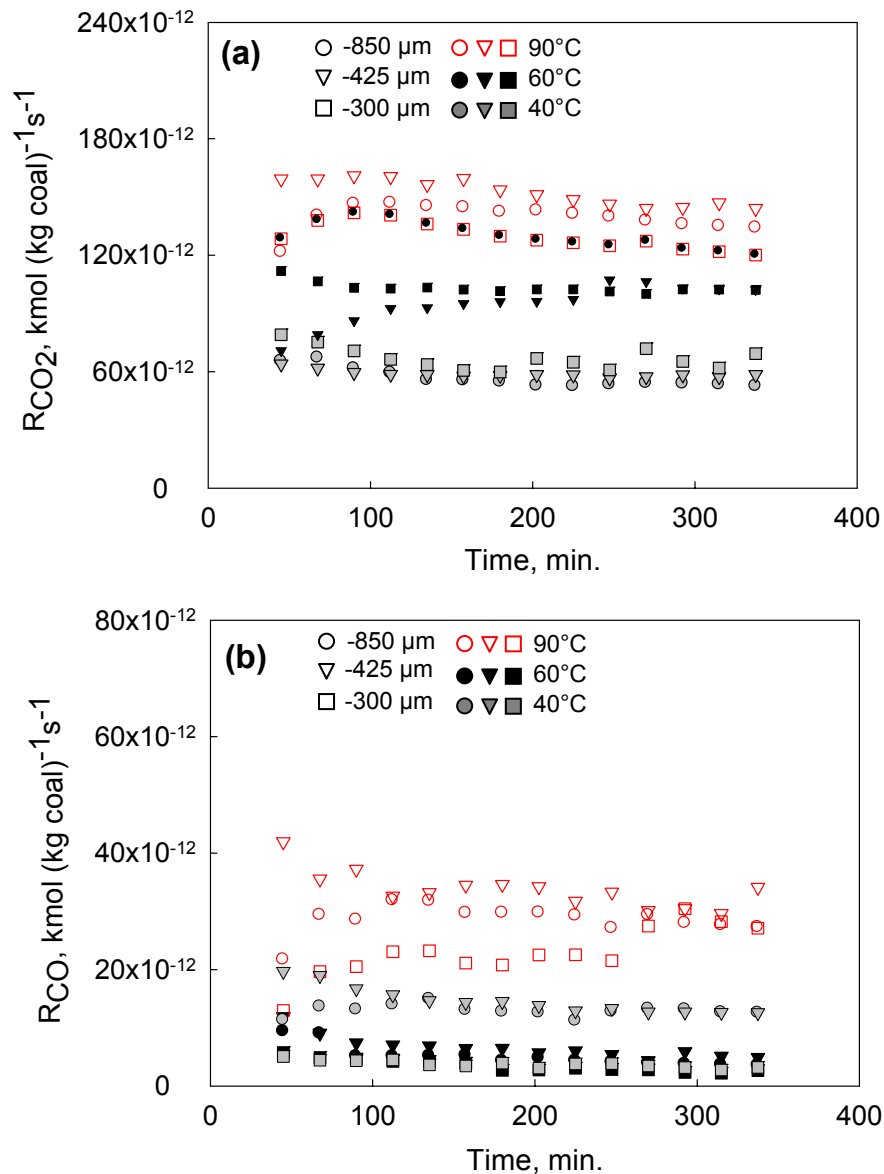 (a)
-850 µm
90°C
-425 µm
60°C
-300 µm
40°C
240x10-12
180x10-12
120x10-12
60x10-12
0
RCO2, kmol (kg coal)-1s-1
0 100 200 300 400
Time, min.
(b)
-850 µm
90°C
-425 µm
60°C
-300 µm
40°C
80x10-12
60x10-12
40x10-12
20x10-12
0
RCO, kmol (kg coal)-1s-1
0 100 200 300 400
Time, min.